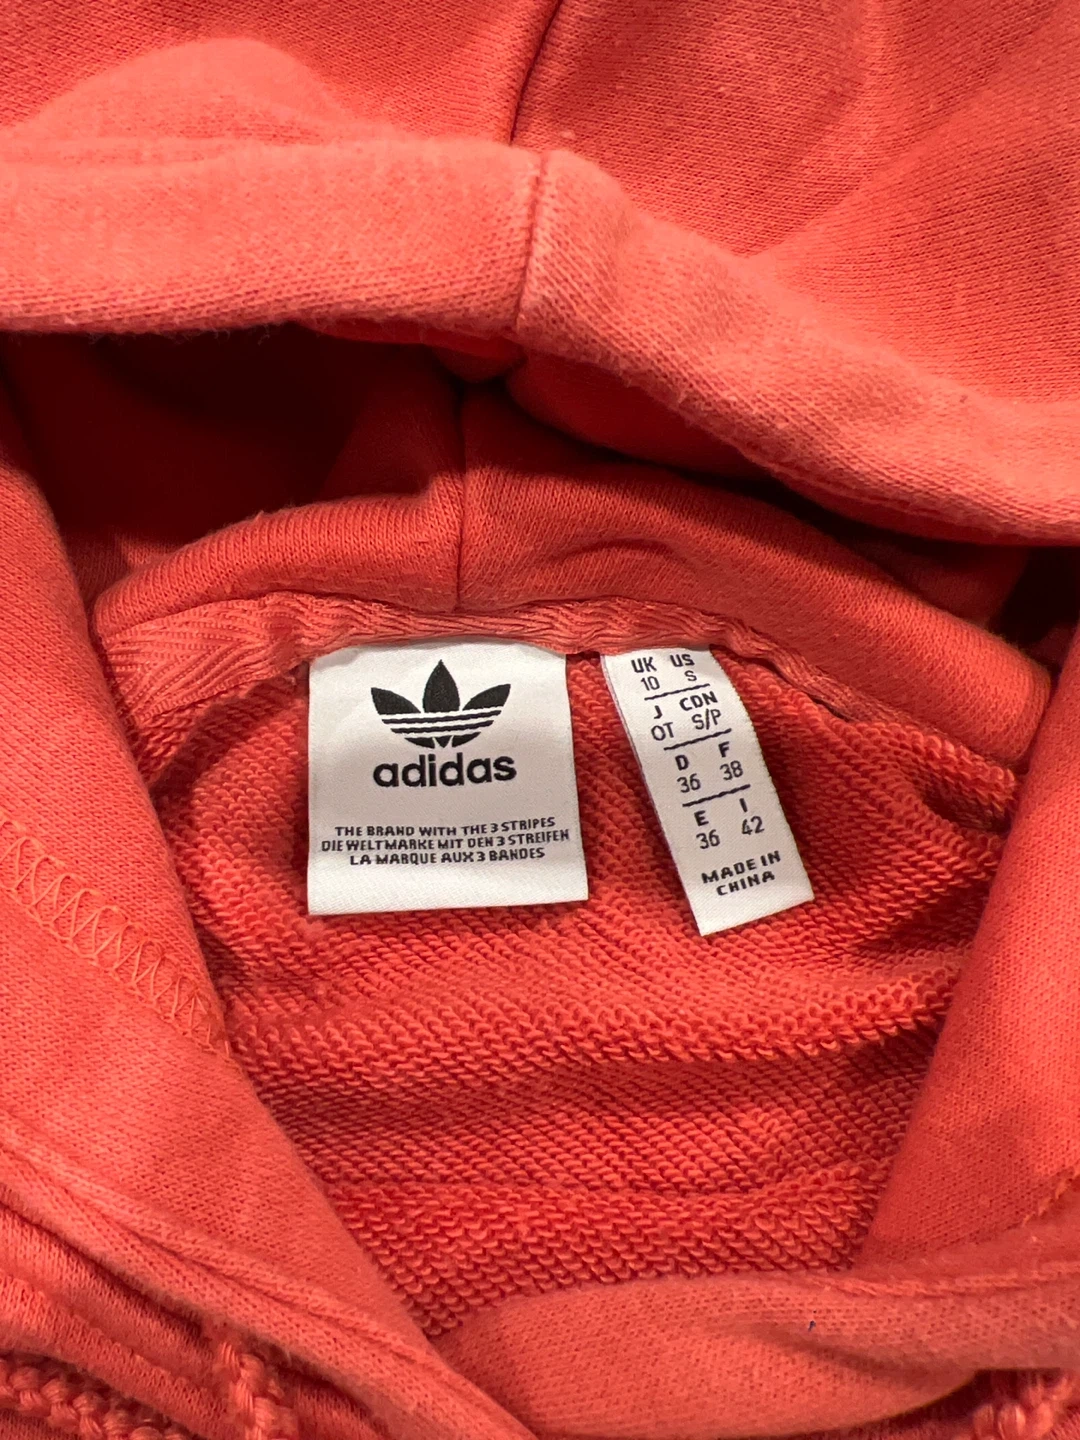 adidas
THE BRAND WITH THE 3 STRIPES
DIE WELTMARKE MIT DEN 3 STREIFEN
LA MARQUE AUX 3 BANDES
UK US
10 S
J CDN
OT S/P
D F
36 38
E I
36 42
MADE IN
CHINA